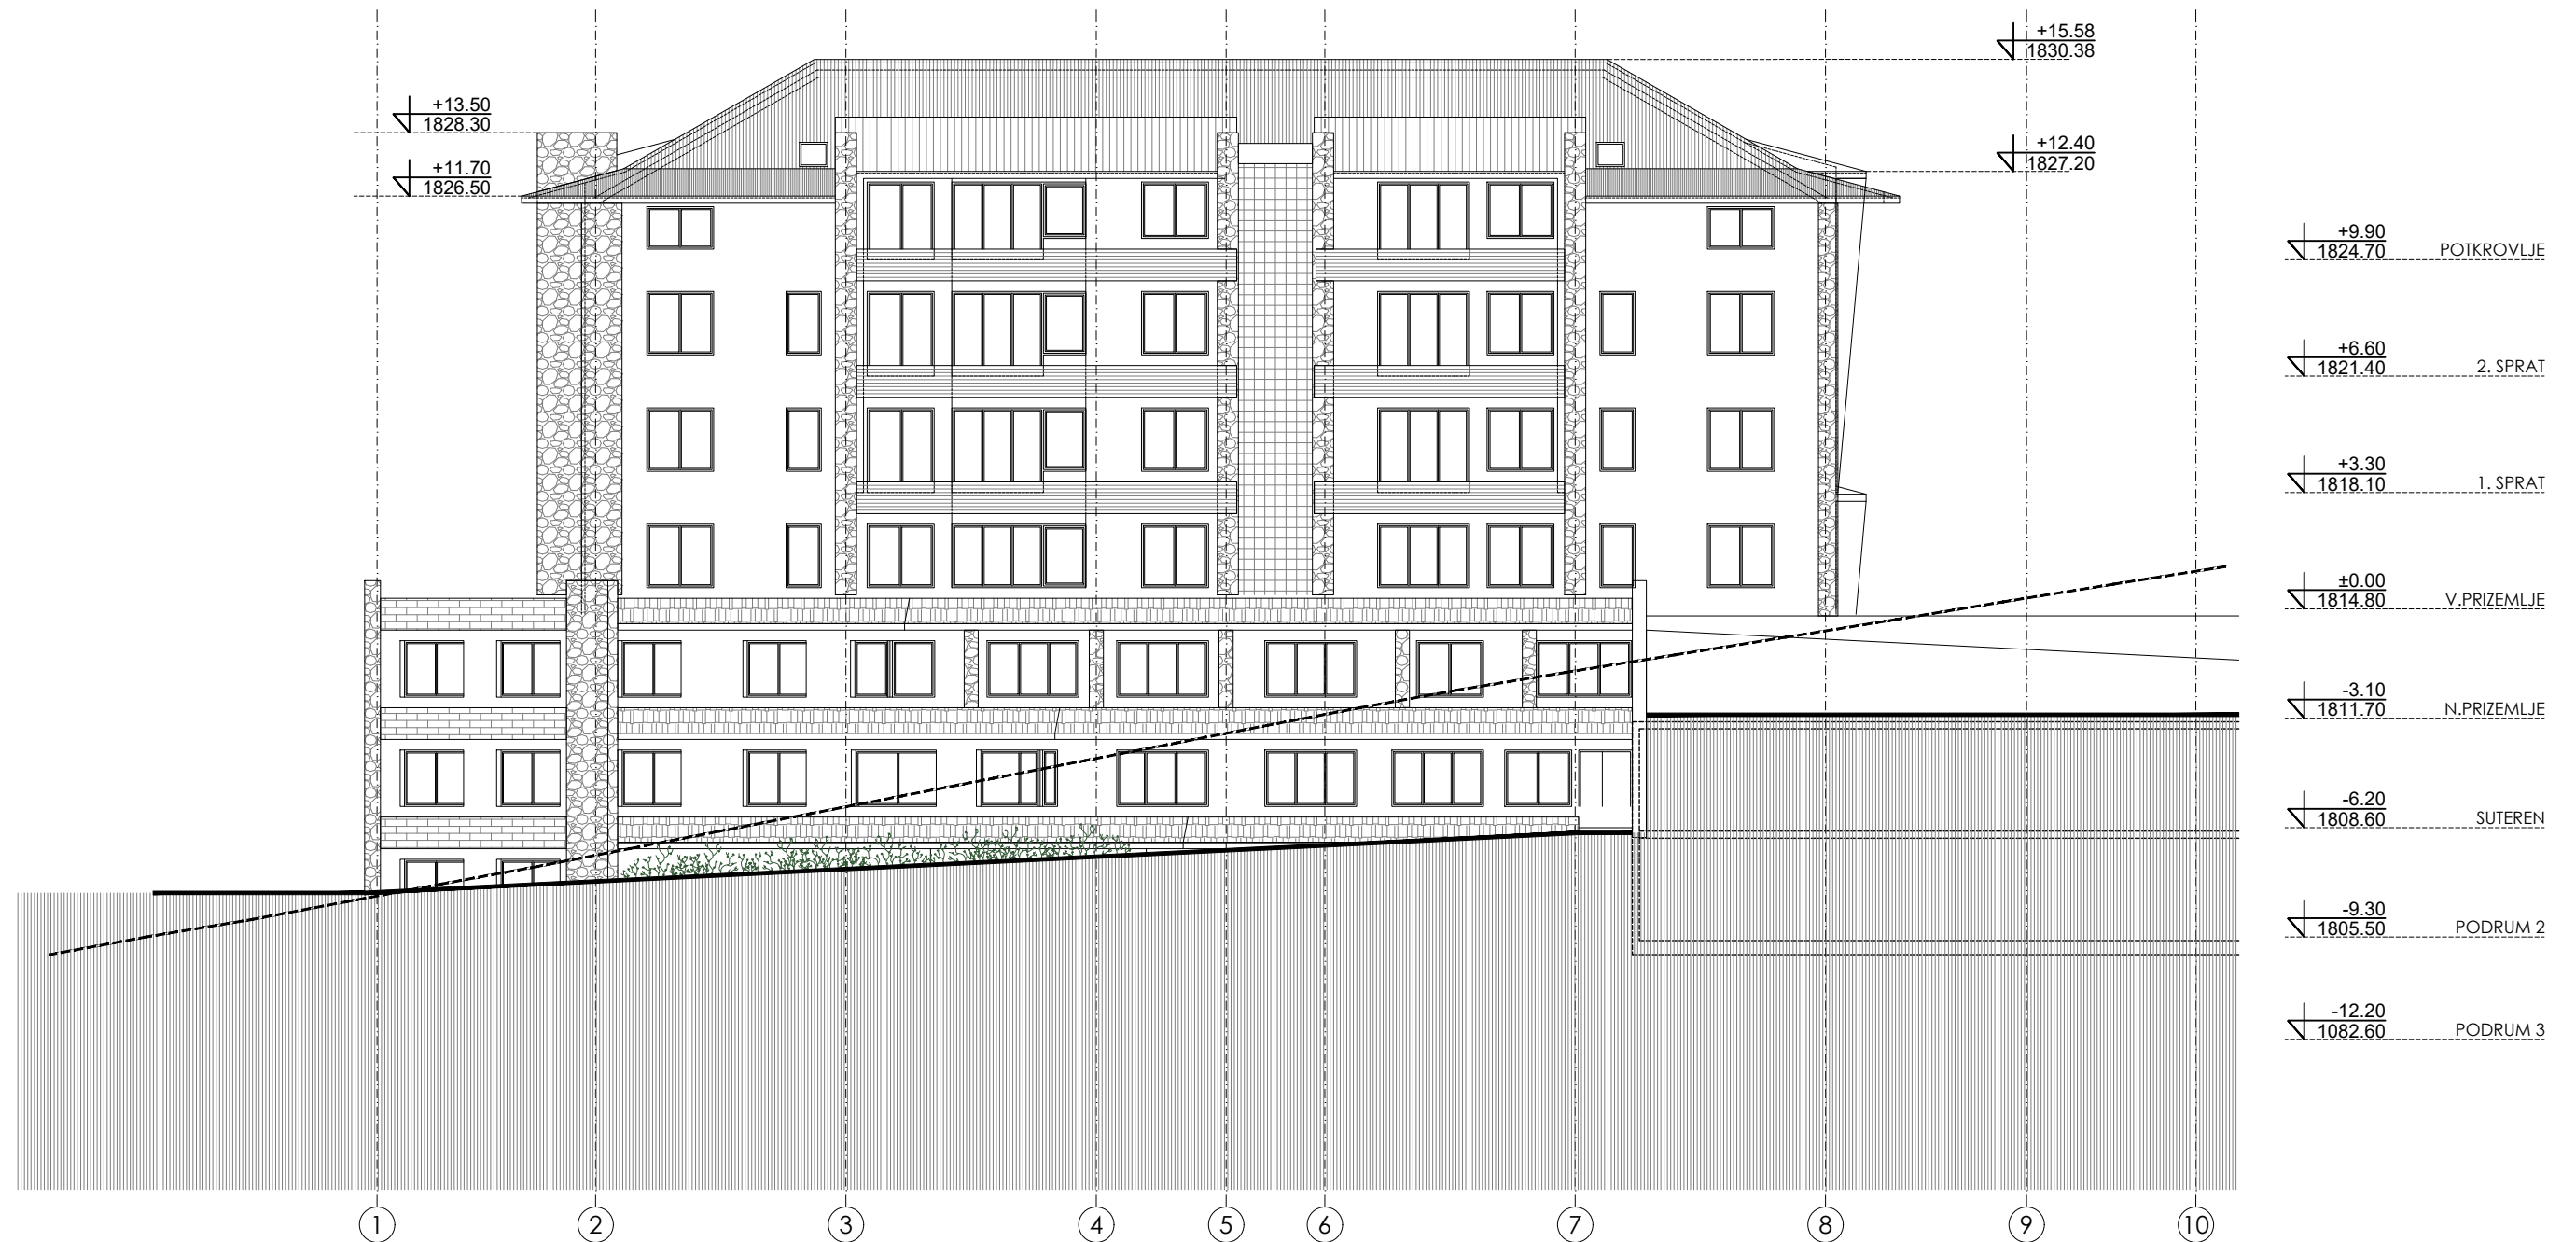 +15.58
1830.38
+13.50
1828.30
+12.40
1827.20
+11.70
1826.50
+9.90
1824.70 POTKROVLJE
+6.60
1821.40 2. SPRAT
+3.30
1818.10 1. SPRAT
±0.00
1814.80 V.PRIZEMLJE
-3.10
1811.70 N.PRIZEMLJE
-6.20
1808.60 SUTEREN
-9.30
1805.50 PODRUM 2
-12.20
1082.60 PODRUM 3
1 2 3 4 5 6 7 8 9 10